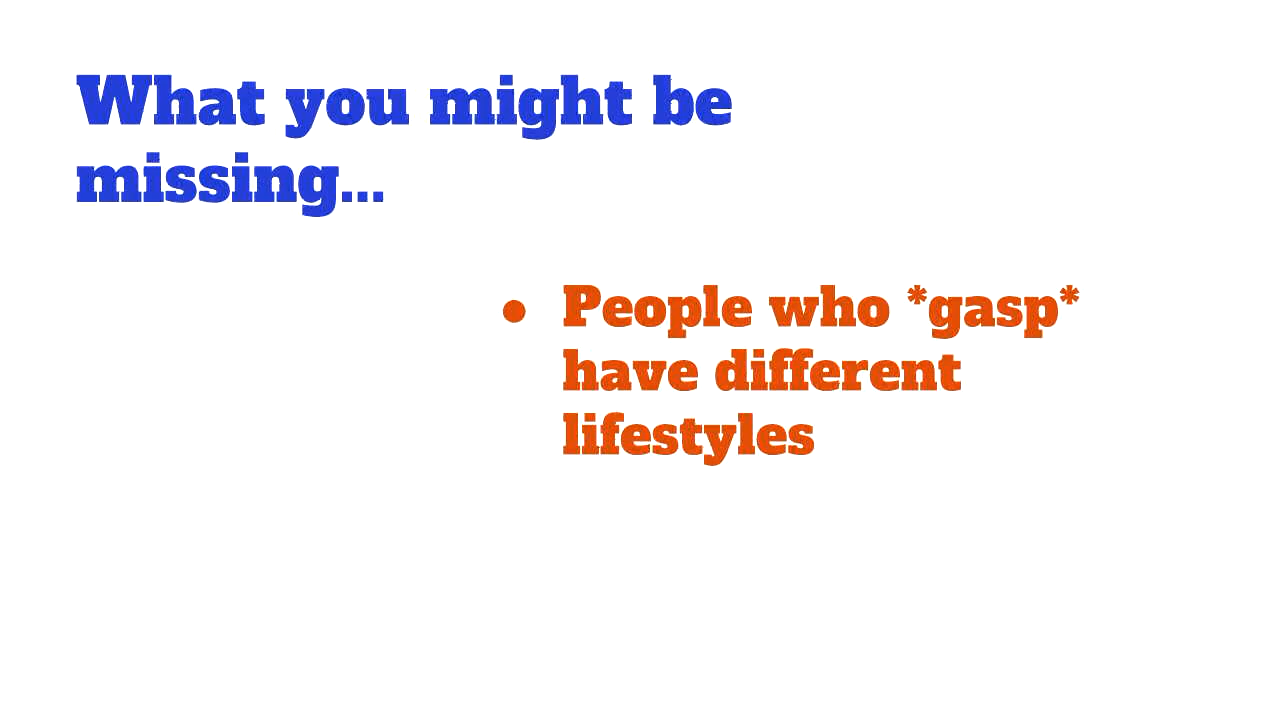 What you might be
missing...
● People who *gasp*
have different
lifestyles